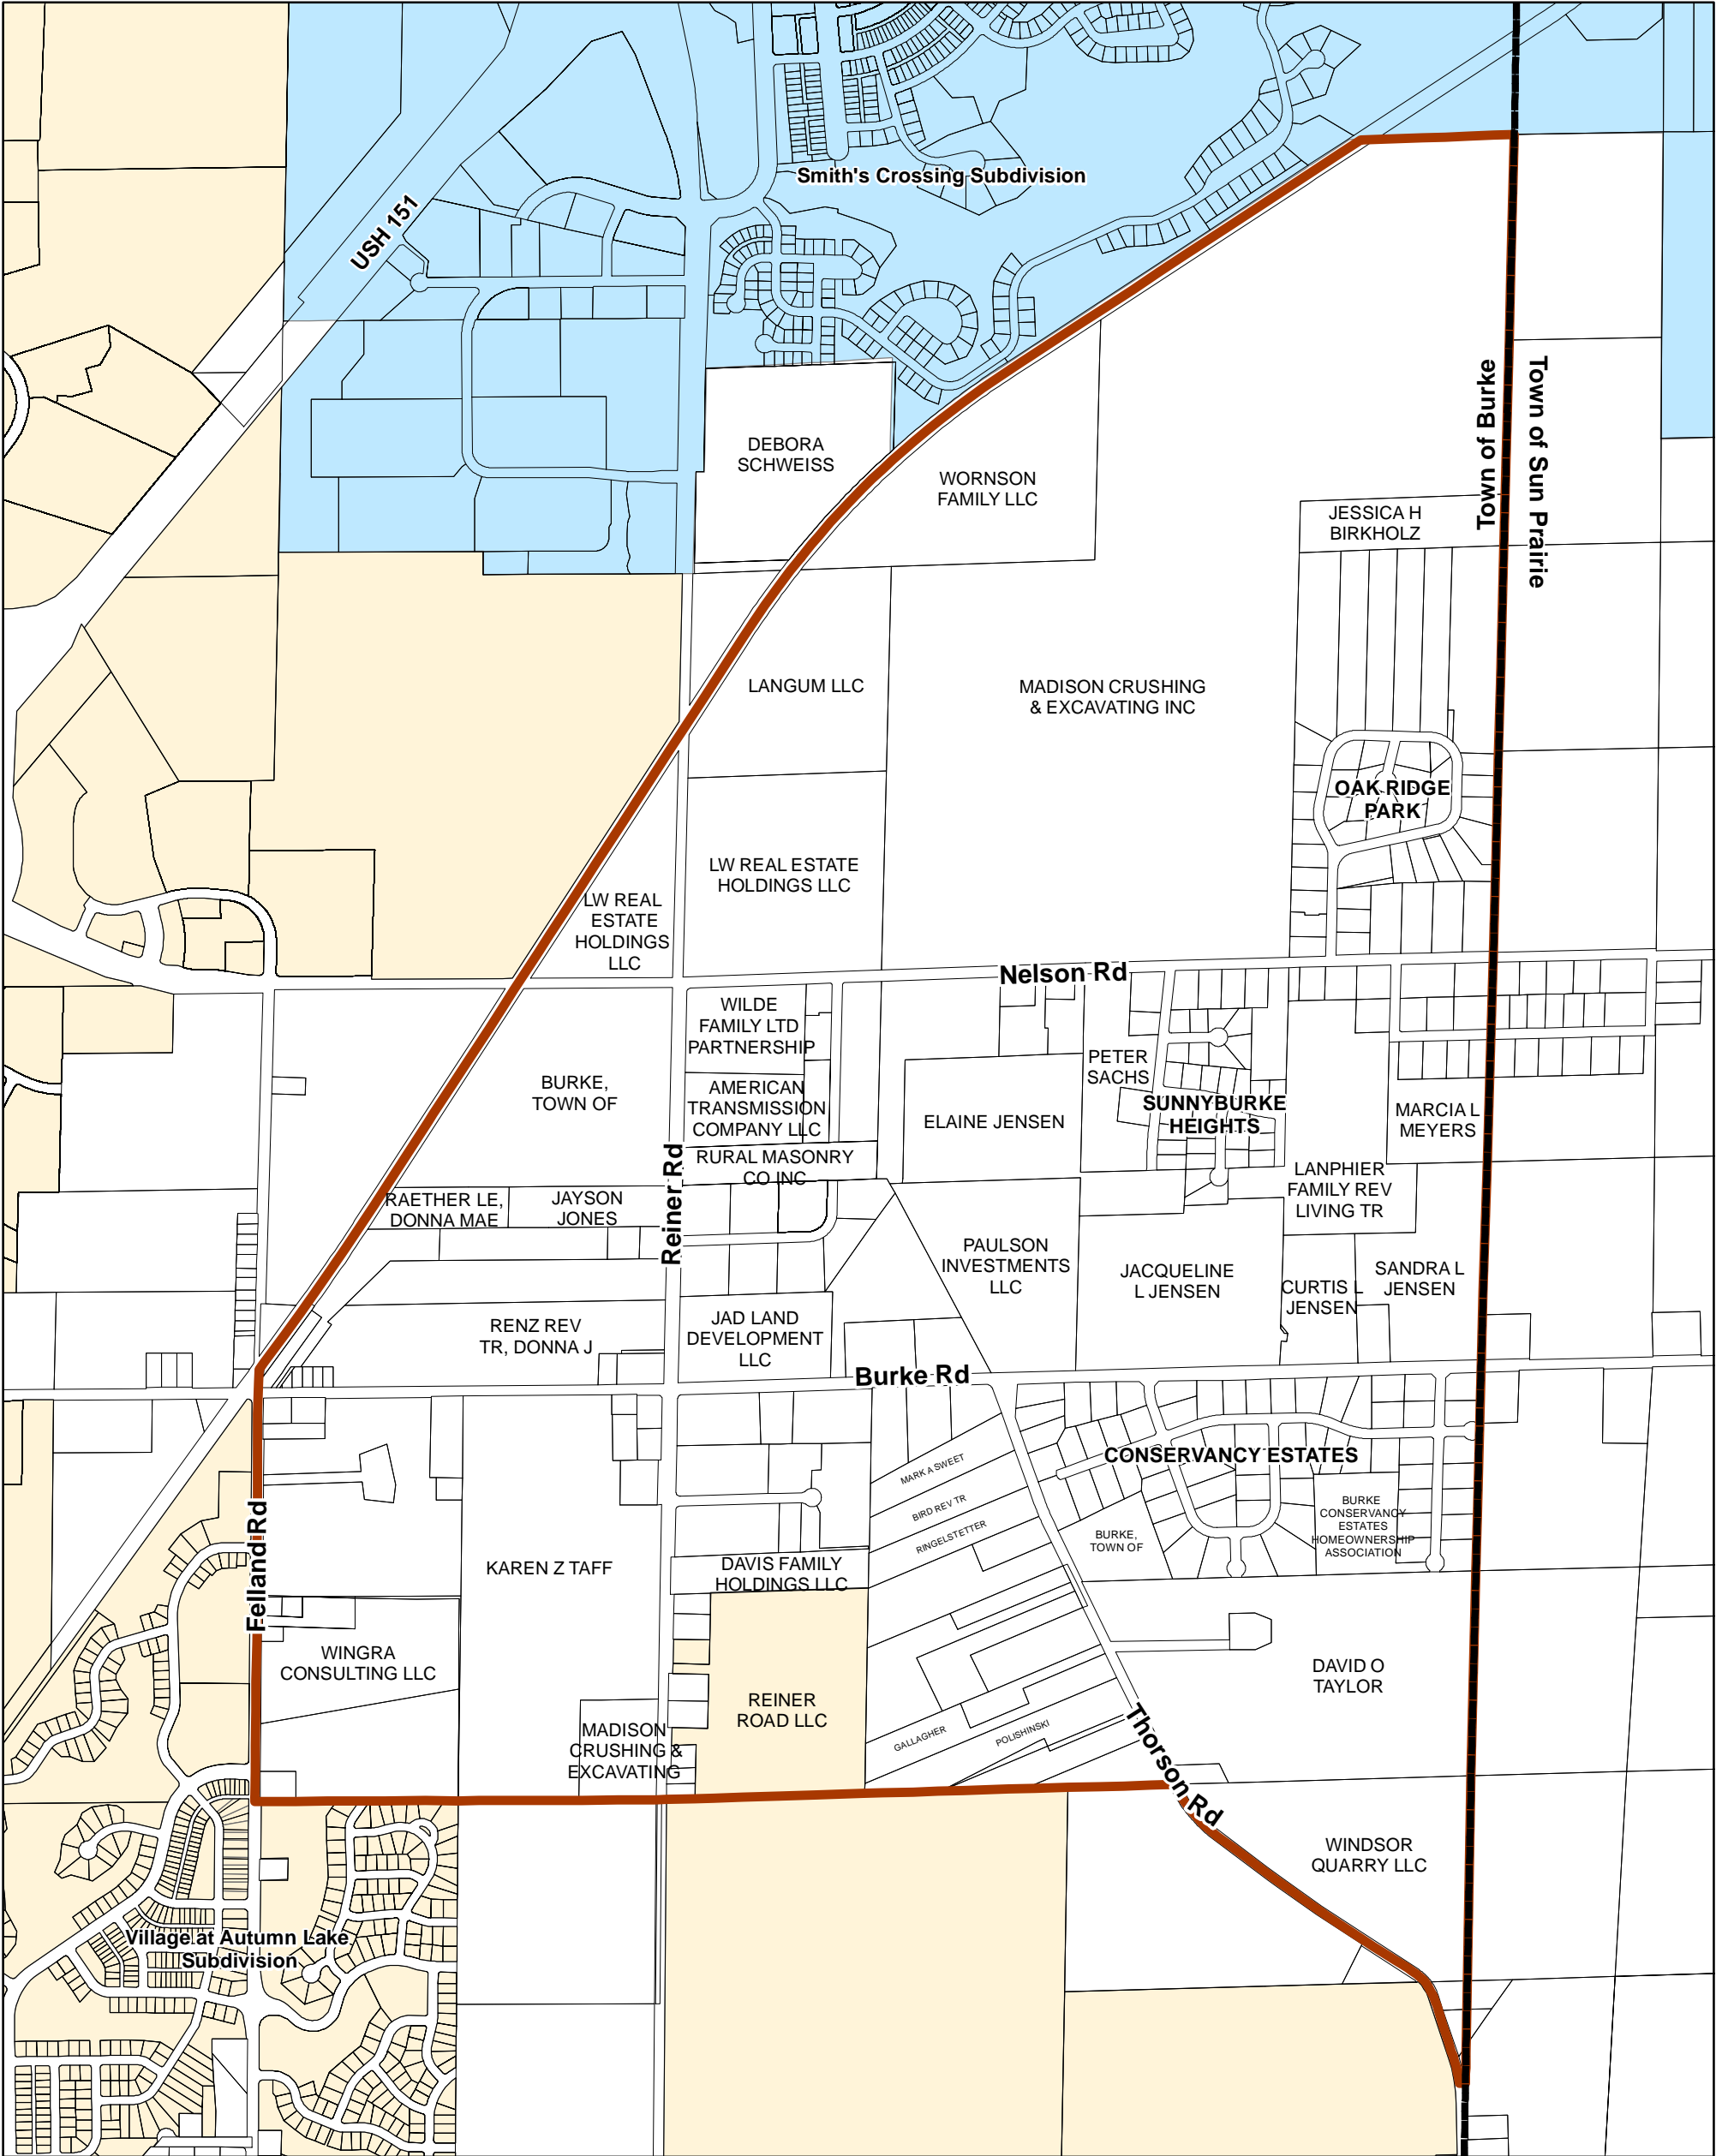 Smith's Crossing Subdivision
USH 151
Town of Burke
Town of Sun Prairie
DEBORA
SCHWEISS
WORNSON
FAMILY LLC
JESSICA H
BIRKHOLZ
LANGUM LLC
MADISON CRUSHING
& EXCAVATING INC
OAK RIDGE
PARK
LW REAL ESTATE
HOLDINGS LLC
LW REAL
ESTATE
HOLDINGS
LLC
Nelson Rd
WILDE
FAMILY LTD
PARTNERSHIP
PETER
SACHS
BURKE,
TOWN OF
AMERICAN
TRANSMISSION
COMPANY LLC
ELAINE JENSEN
SUNNYBURKE
HEIGHTS
MARCIA L
MEYERS
Reiner Rd
RURAL MASONRY
CO INC
LANPHIER
FAMILY REV
LIVING TR
RAETHER LE,
DONNA MAE
JAYSON
JONES
PAULSON
INVESTMENTS
LLC
JACQUELINE
L JENSEN
CURTIS L
JENSEN
SANDRA L
JENSEN
RENZ REV
TR, DONNA J
JAD LAND
DEVELOPMENT
LLC
Burke Rd
MARK A SWEET
CONSERVANCY ESTATES
BIRD REV TR
RINGELSTETTER
BURKE,
TOWN OF
BURKE
CONSERVANCY
ESTATES
HOMEOWNERSHIP
ASSOCIATION
Felland Rd
KAREN Z TAFF
DAVIS FAMILY
HOLDINGS LLC
WINGRA
CONSULTING LLC
DAVID O
TAYLOR
REINER
ROAD LLC
MADISON
CRUSHING &
EXCAVATING
GALLAGHER
POLISHINSKI
Thorson Rd
WINDSOR
QUARRY LLC
Village at Autumn Lake
Subdivision